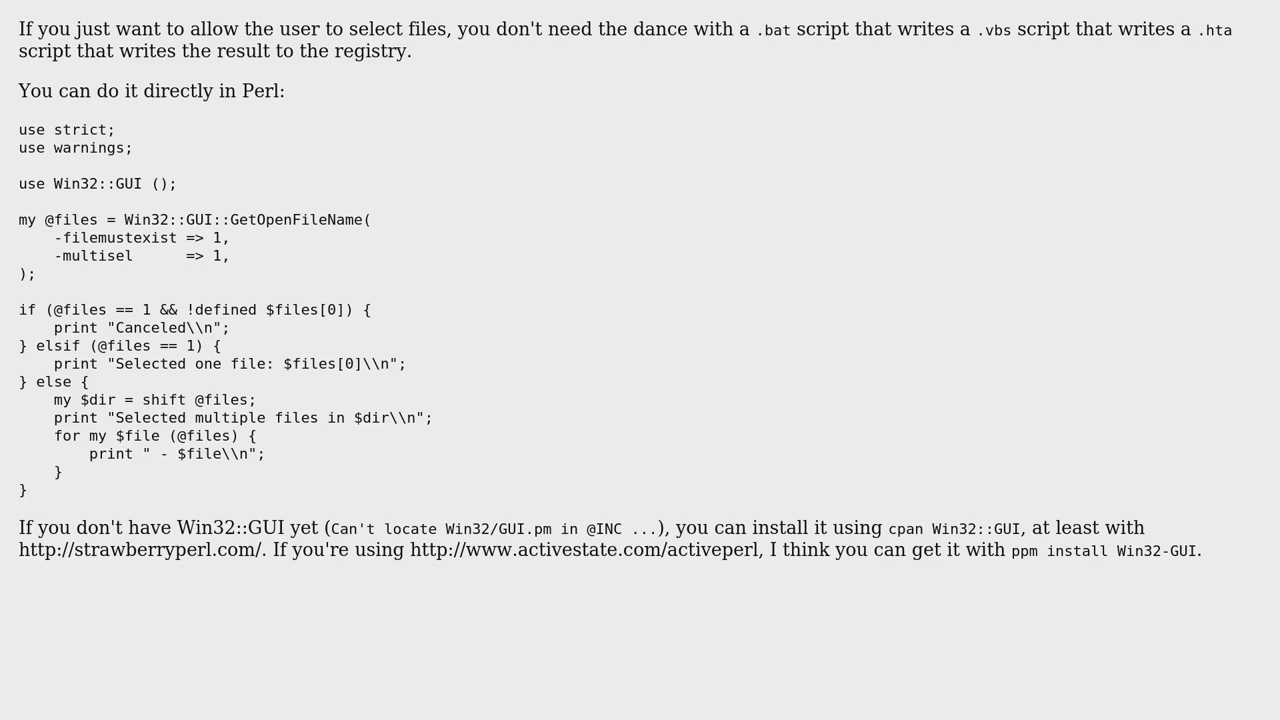 If you just want to allow the user to select files, you don't need the dance with a .bat script that writes a .vbs script that writes a .hta
script that writes the result to the registry.
You can do it directly in Perl:
use strict;
use warnings;
use Win32::GUI ();
my @files = Win32::GUI::GetOpenFileName(
    -filemustexist => 1,
    -multisel      => 1,
);
if (@files == 1 && !defined $files[0]) {
    print "Canceled\\n";
} elsif (@files == 1) {
    print "Selected one file: $files[0]\\n";
} else {
    my $dir = shift @files;
    print "Selected multiple files in $dir\\n";
    for my $file (@files) {
        print " - $file\\n";
    }
}
If you don't have Win32::GUI yet (Can't locate Win32/GUI.pm in @INC ...), you can install it using cpan Win32::GUI, at least with
http://strawberryperl.com/. If you're using http://www.activestate.com/activeperl, I think you can get it with ppm install Win32-GUI.